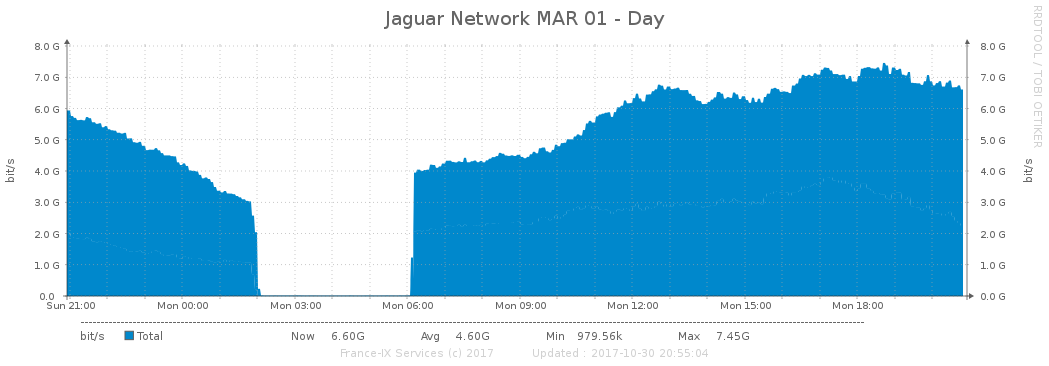 Jaguar Network MAR 01 - Day
RRDTOOL / TOBI OETIKER
bit/s
8.0 G
7.0 G
6.0 G
5.0 G
4.0 G
3.0 G
2.0 G
1.0 G
0.0
8.0 G
7.0 G
6.0 G
5.0 G
4.0 G
3.0 G
2.0 G
1.0 G
0.0 G
bit/s
Sun 21:00 Mon 00:00 Mon 03:00 Mon 06:00 Mon 09:00 Mon 12:00 Mon 15:00 Mon 18:00
bit/s Total Now 6.60G Avg 4.60G Min 979.56k Max 7.45G
France-IX Services (c) 2017 Updated : 2017-10-30 20:55:04